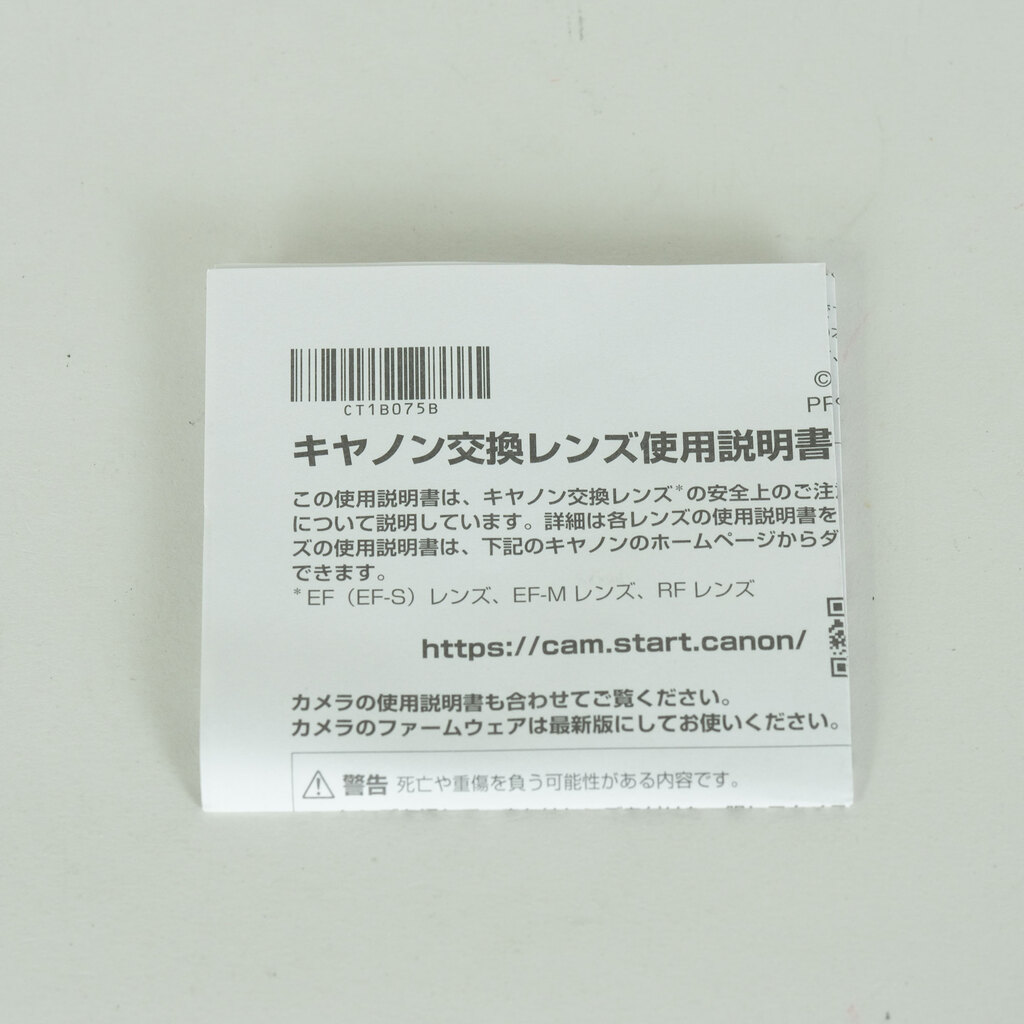 CT1B075B
©
PF
キヤノン交換レンズ使用説明書
この使用説明書は、キヤノン交換レンズ*の安全上のご注
について説明しています。詳細は各レンズの使用説明書を
ズの使用説明書は、下記のキヤノンのホームページからダ
できます。
*EF（EF-S）レンズ、EF-M レンズ、RF レンズ
https://cam.start.canon/
カメラの使用説明書も合わせてご覧ください。
カメラのファームウェアは最新版にしてお使いください。
警告 死亡や重傷を負う可能性がある内容です。